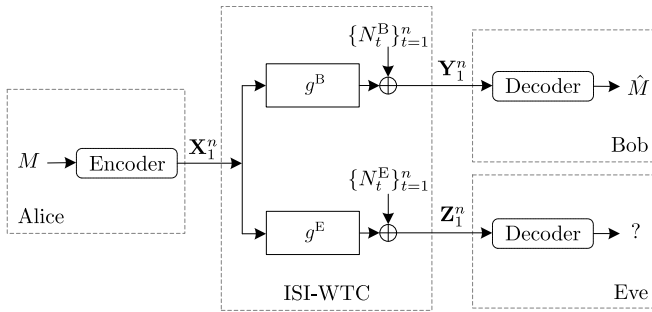 {N_t^B}_{t=1}^n
g^B
Y_1^n
Decoder
M̂
Bob
M
Encoder
X_1^n
Alice
{N_t^E}_{t=1}^n
g^E
Z_1^n
Decoder
?
Eve
ISI-WTC